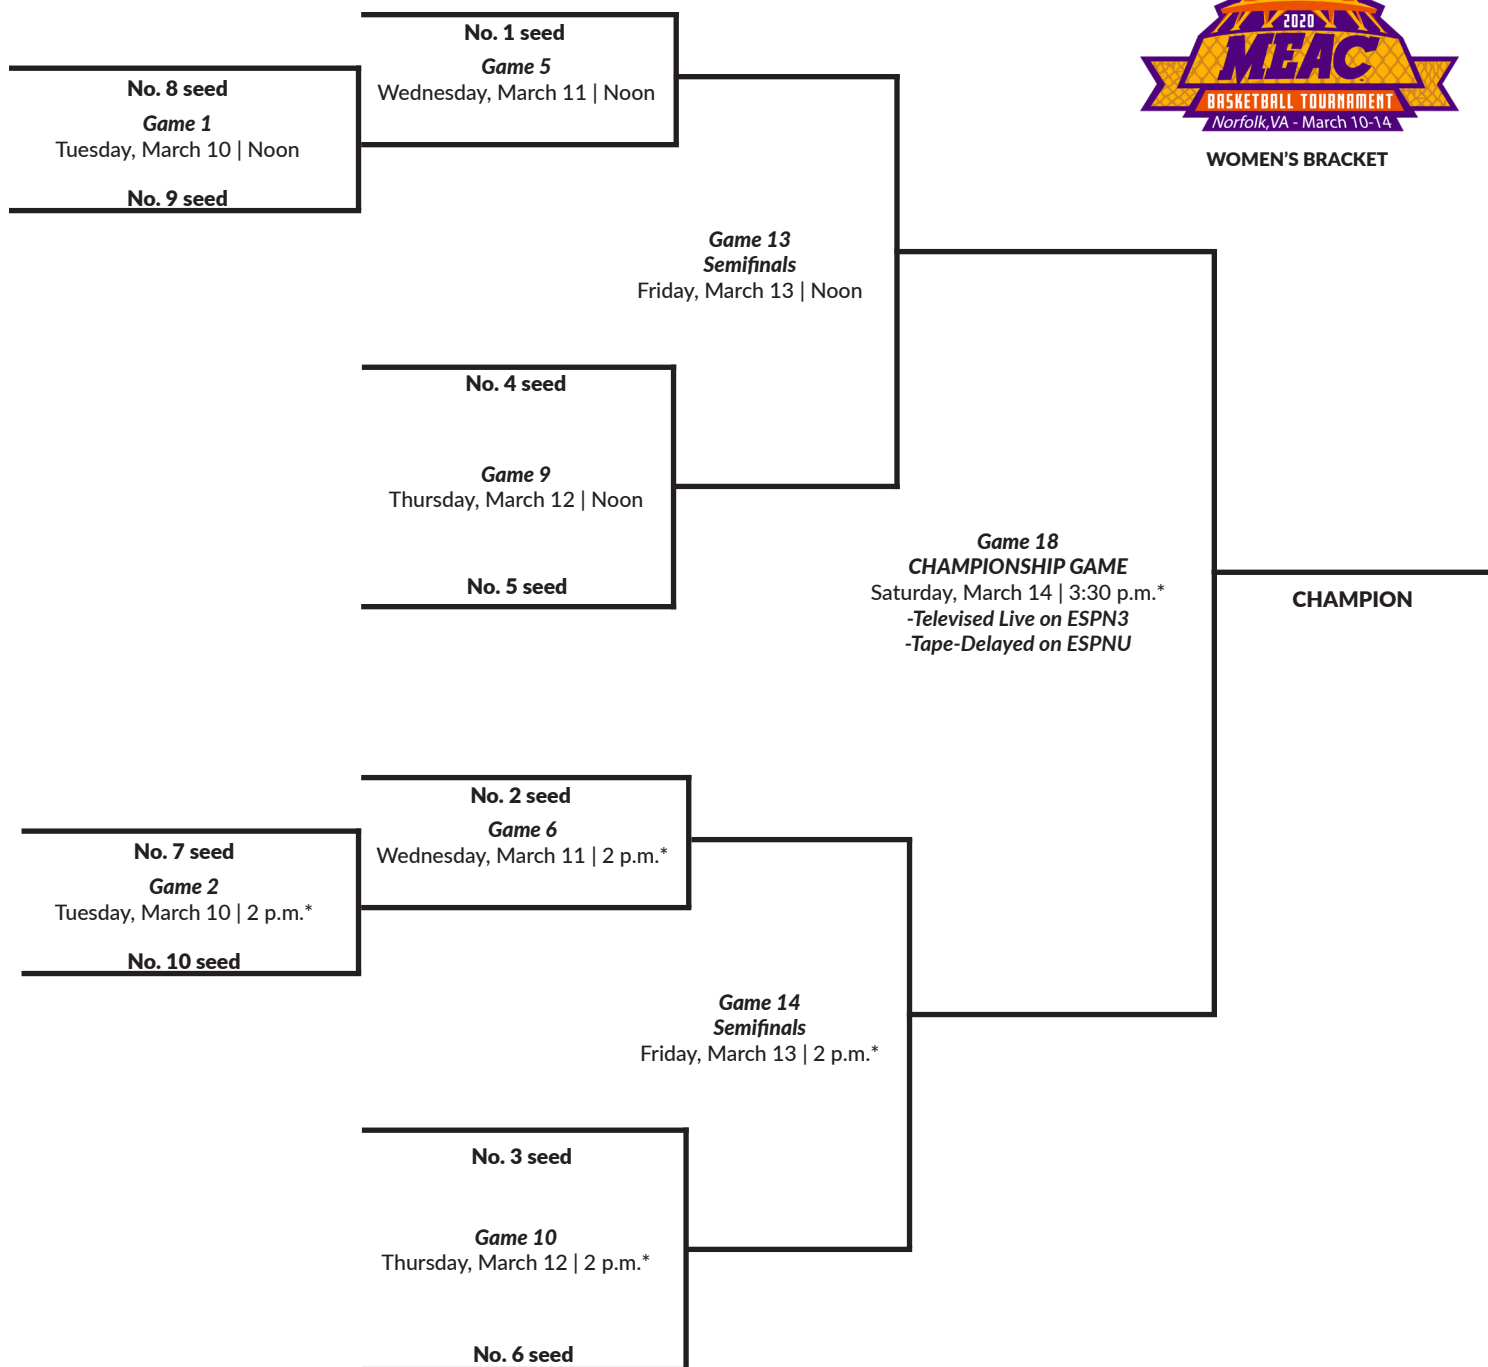 2020
MEAC
BASKETBALL TOURNAMENT
Norfolk, VA - March 10-14
WOMEN'S BRACKET
No. 1 seed
Game 5
Wednesday, March 11 | Noon
No. 8 seed
Game 1
Tuesday, March 10 | Noon
No. 9 seed
Game 13
Semifinals
Friday, March 13 | Noon
No. 4 seed
Game 9
Thursday, March 12 | Noon
No. 5 seed
Game 18
CHAMPIONSHIP GAME
Saturday, March 14 | 3:30 p.m.*
-Televised Live on ESPN3
-Tape-Delayed on ESPNU
CHAMPION
No. 2 seed
Game 6
Wednesday, March 11 | 2 p.m.*
No. 7 seed
Game 2
Tuesday, March 10 | 2 p.m.*
No. 10 seed
Game 14
Semifinals
Friday, March 13 | 2 p.m.*
No. 3 seed
Game 10
Thursday, March 12 | 2 p.m.*
No. 6 seed